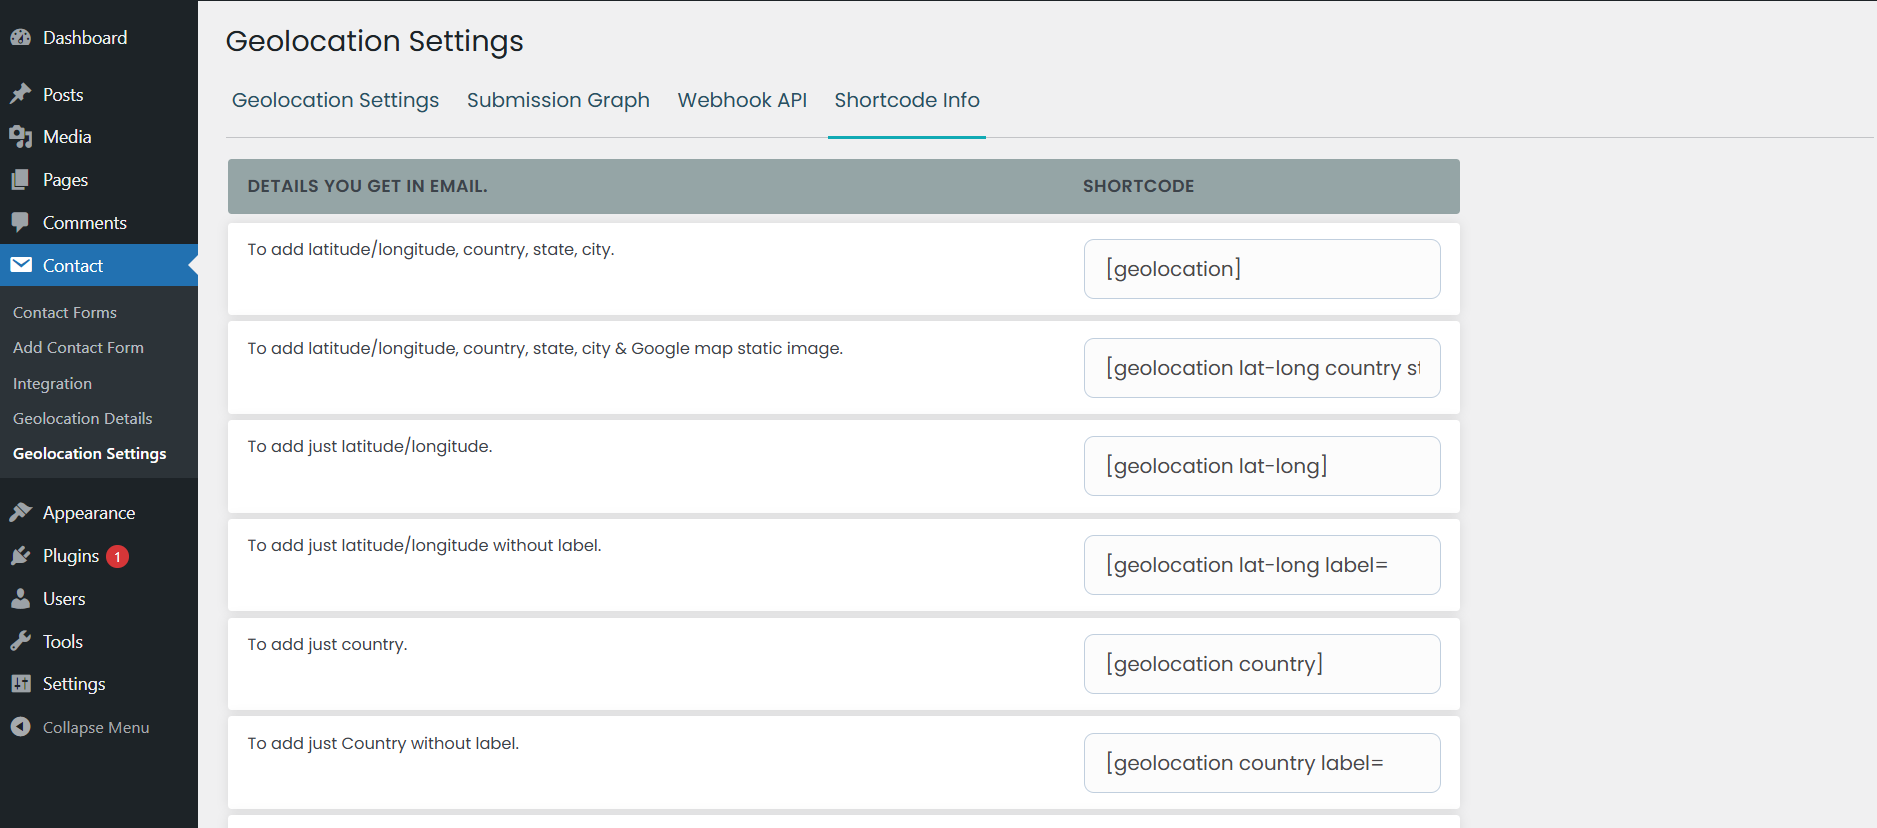 Dashboard
Posts
Media
Pages
Comments
Contact
Contact Forms
Add Contact Form
Integration
Geolocation Details
Geolocation Settings
Appearance
Plugins 1
Users
Tools
Settings
Collapse Menu
Geolocation Settings
Geolocation Settings Submission Graph Webhook API Shortcode Info
DETAILS YOU GET IN EMAIL. SHORTCODE
To add latitude/longitude, country, state, city.
[geolocation]
To add latitude/longitude, country, state, city & Google map static image.
[geolocation lat-long country st
To add just latitude/longitude.
[geolocation lat-long]
To add just latitude/longitude without label.
[geolocation lat-long label=
To add just country.
[geolocation country]
To add just Country without label.
[geolocation country label=